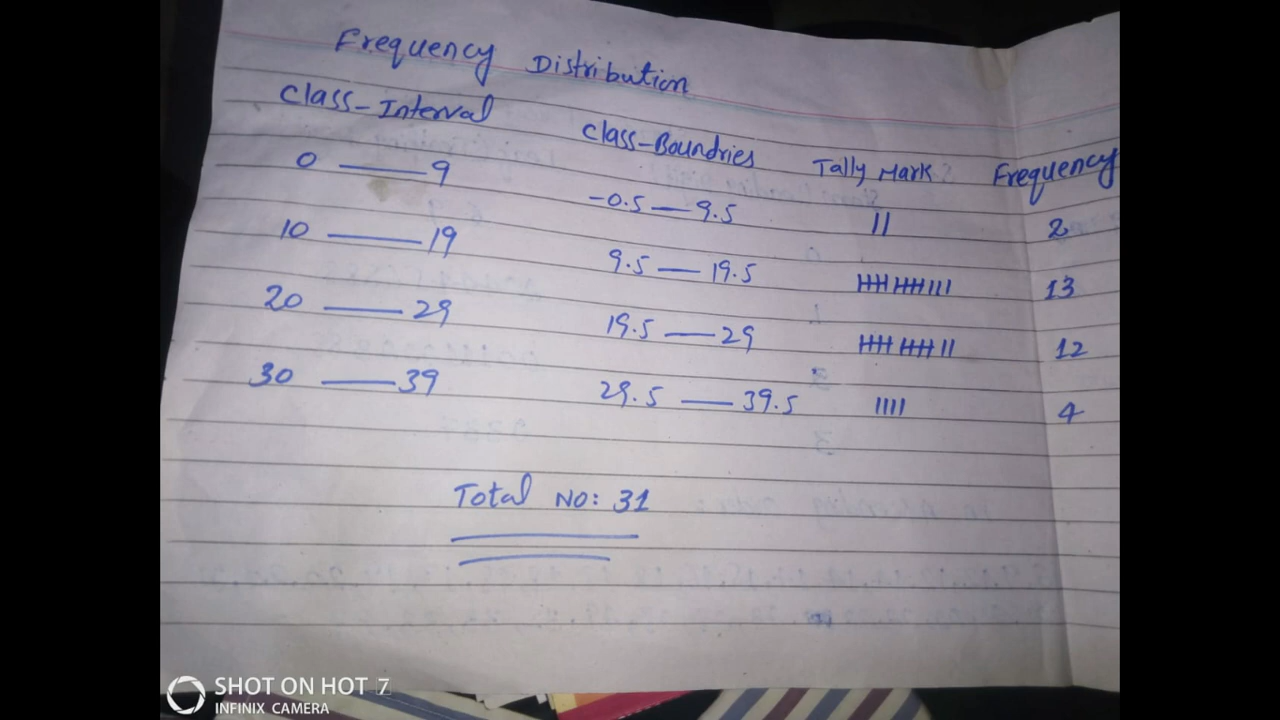 Frequency Distribution
Class-Interval Class-Boundries Tally Mark Frequency
0 — 9 -0.5 — 9.5 || 2
10 — 19 9.5 — 19.5 |||| |||| ||| 13
20 — 29 19.5 — 29 |||| |||| || 12
30 — 39 29.5 — 39.5 |||| 4
Total No: 31
SHOT ON HOT 7
INFINIX CAMERA